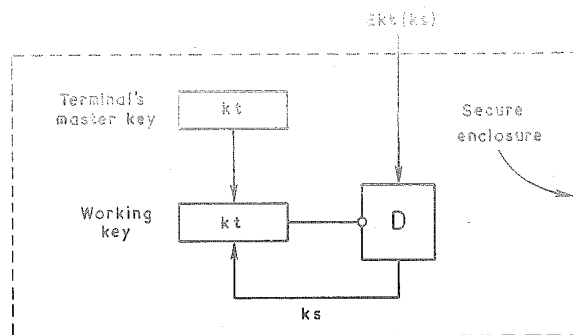 Ekt(ks)
Terminal's
master key
kt
Secure
enclosure
Working
key
kt
D
ks